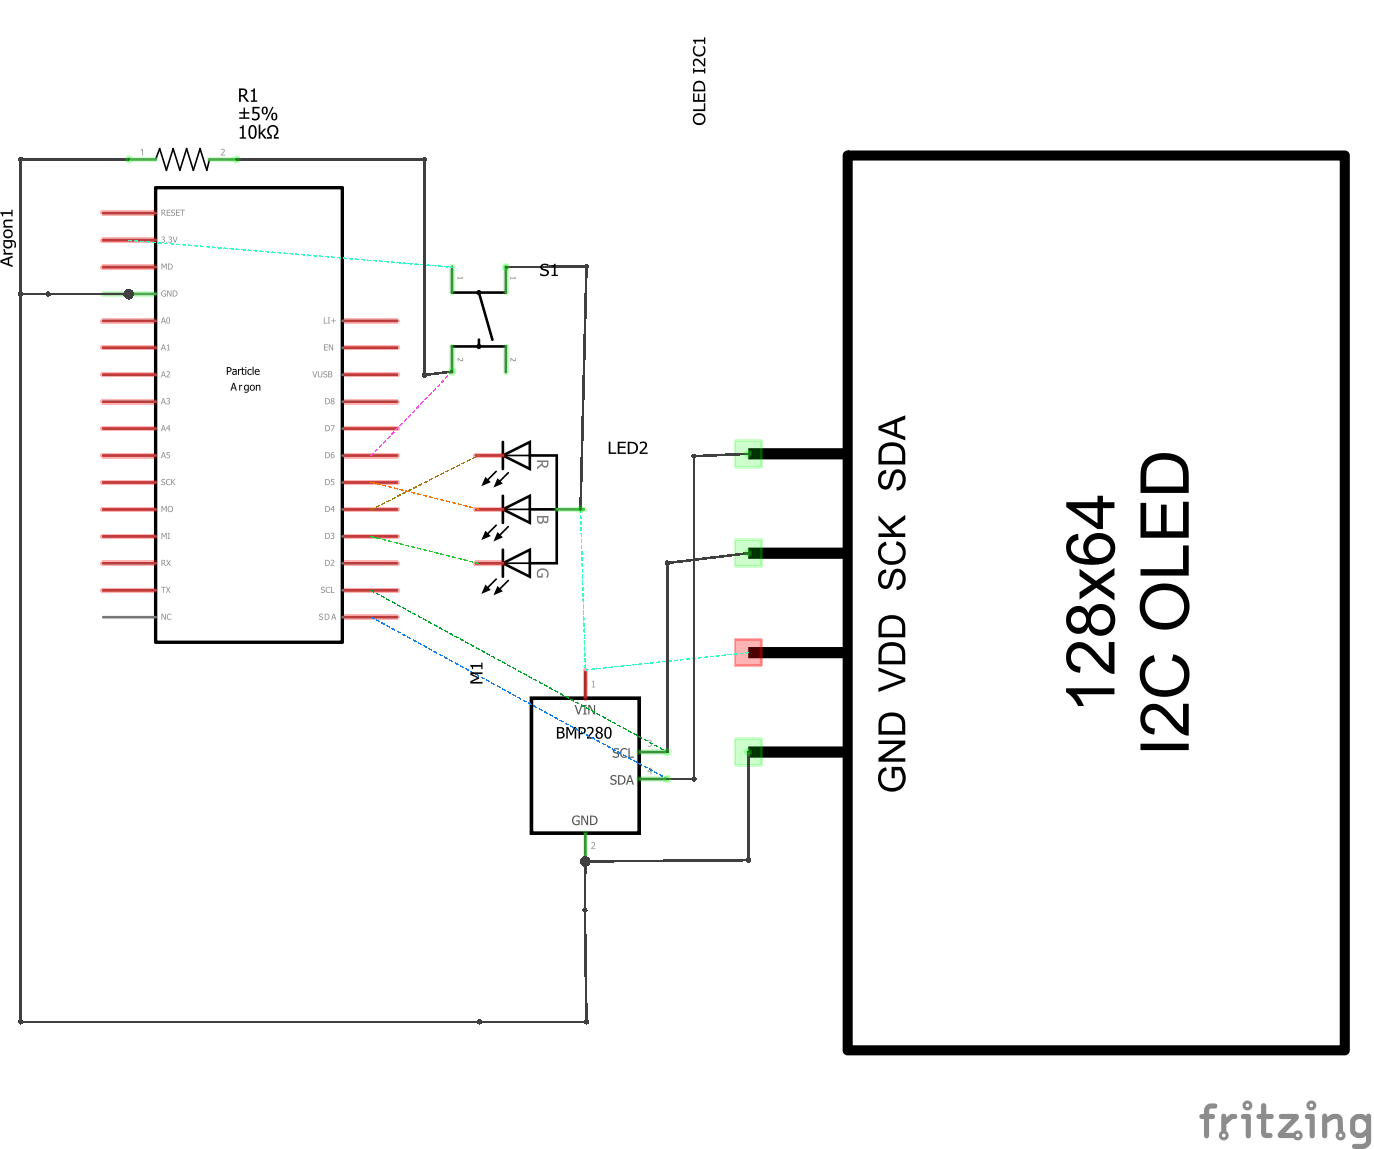 OLED I2C1
R1
±5%
10kΩ
1
2
Argon1
RESET
3.3V
MD
GND
A0
A1
A2
A3
A4
A5
SCK
MO
MI
RX
TX
NC
Particle
Argon
LI+
EN
VUSB
D8
D7
D6
D5
D4
D3
D2
SCL
SDA
S1
1
1
2
2
LED2
R
B
G
M1
1
VIN
BMP280
SCL
SDA
GND
2
SDA
SCK
VDD
GND
128x64
I2C OLED
fritzing